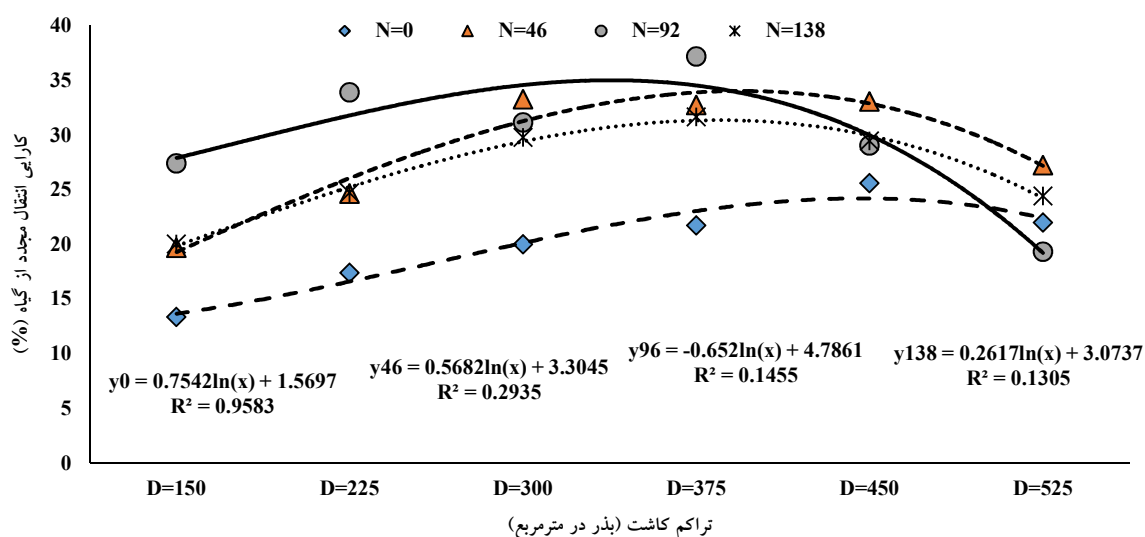 40
35
30
25
20
15
10
5
0
کارایی انتقال مجدد از گیاه (%)
N=0 N=46 N=92 N=138
y0 = 0.7542ln(x) + 1.5697
R² = 0.9583
y46 = 0.5682ln(x) + 3.3045
R² = 0.2935
y96 = -0.652ln(x) + 4.7861
R² = 0.1455
y138 = 0.2617ln(x) + 3.0737
R² = 0.1305
D=150 D=225 D=300 D=375 D=450 D=525
تراکم کاشت (بذر در مترمربع)